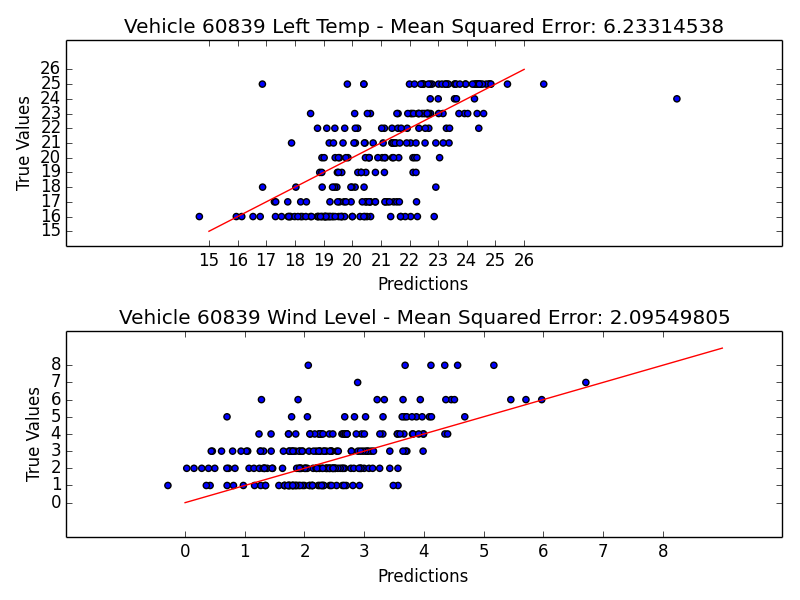 Vehicle 60839 Left Temp - Mean Squared Error: 6.23314538
26
25
24
23
22
21
20
19
18
17
16
15
True Values
15 16 17 18 19 20 21 22 23 24 25 26
Predictions
Vehicle 60839 Wind Level - Mean Squared Error: 2.09549805
8
7
6
5
4
3
2
1
0
True Values
0 1 2 3 4 5 6 7 8
Predictions